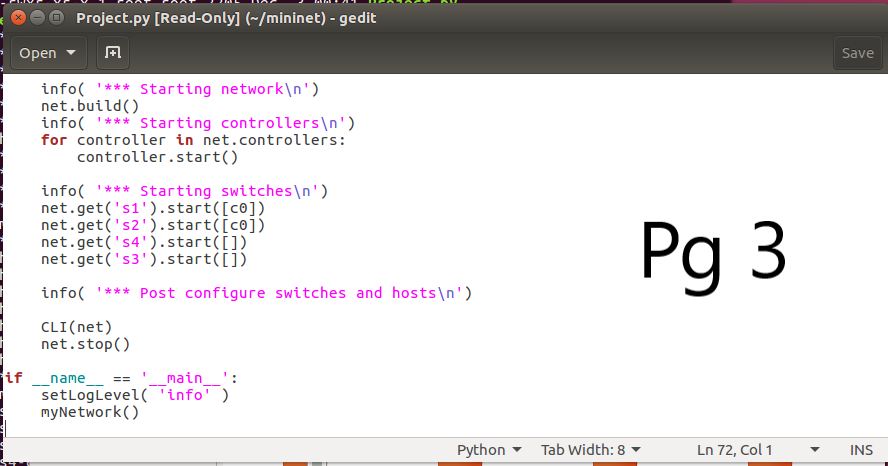 Project.py [Read-Only] (~/mininet) - gedit
Open
Save
info( '*** Starting network\n')
net.build()
info( '*** Starting controllers\n')
for controller in net.controllers:
controller.start()
info( '*** Starting switches\n')
net.get('s1').start([c0])
net.get('s2').start([c0])
net.get('s4').start([])
net.get('s3').start([])
info( '*** Post configure switches and hosts\n')
CLI(net)
net.stop()
if __name__ == '__main__':
setLogLevel( 'info' )
myNetwork()
Pg 3
Python
Tab Width: 8
Ln 72, Col 1
INS